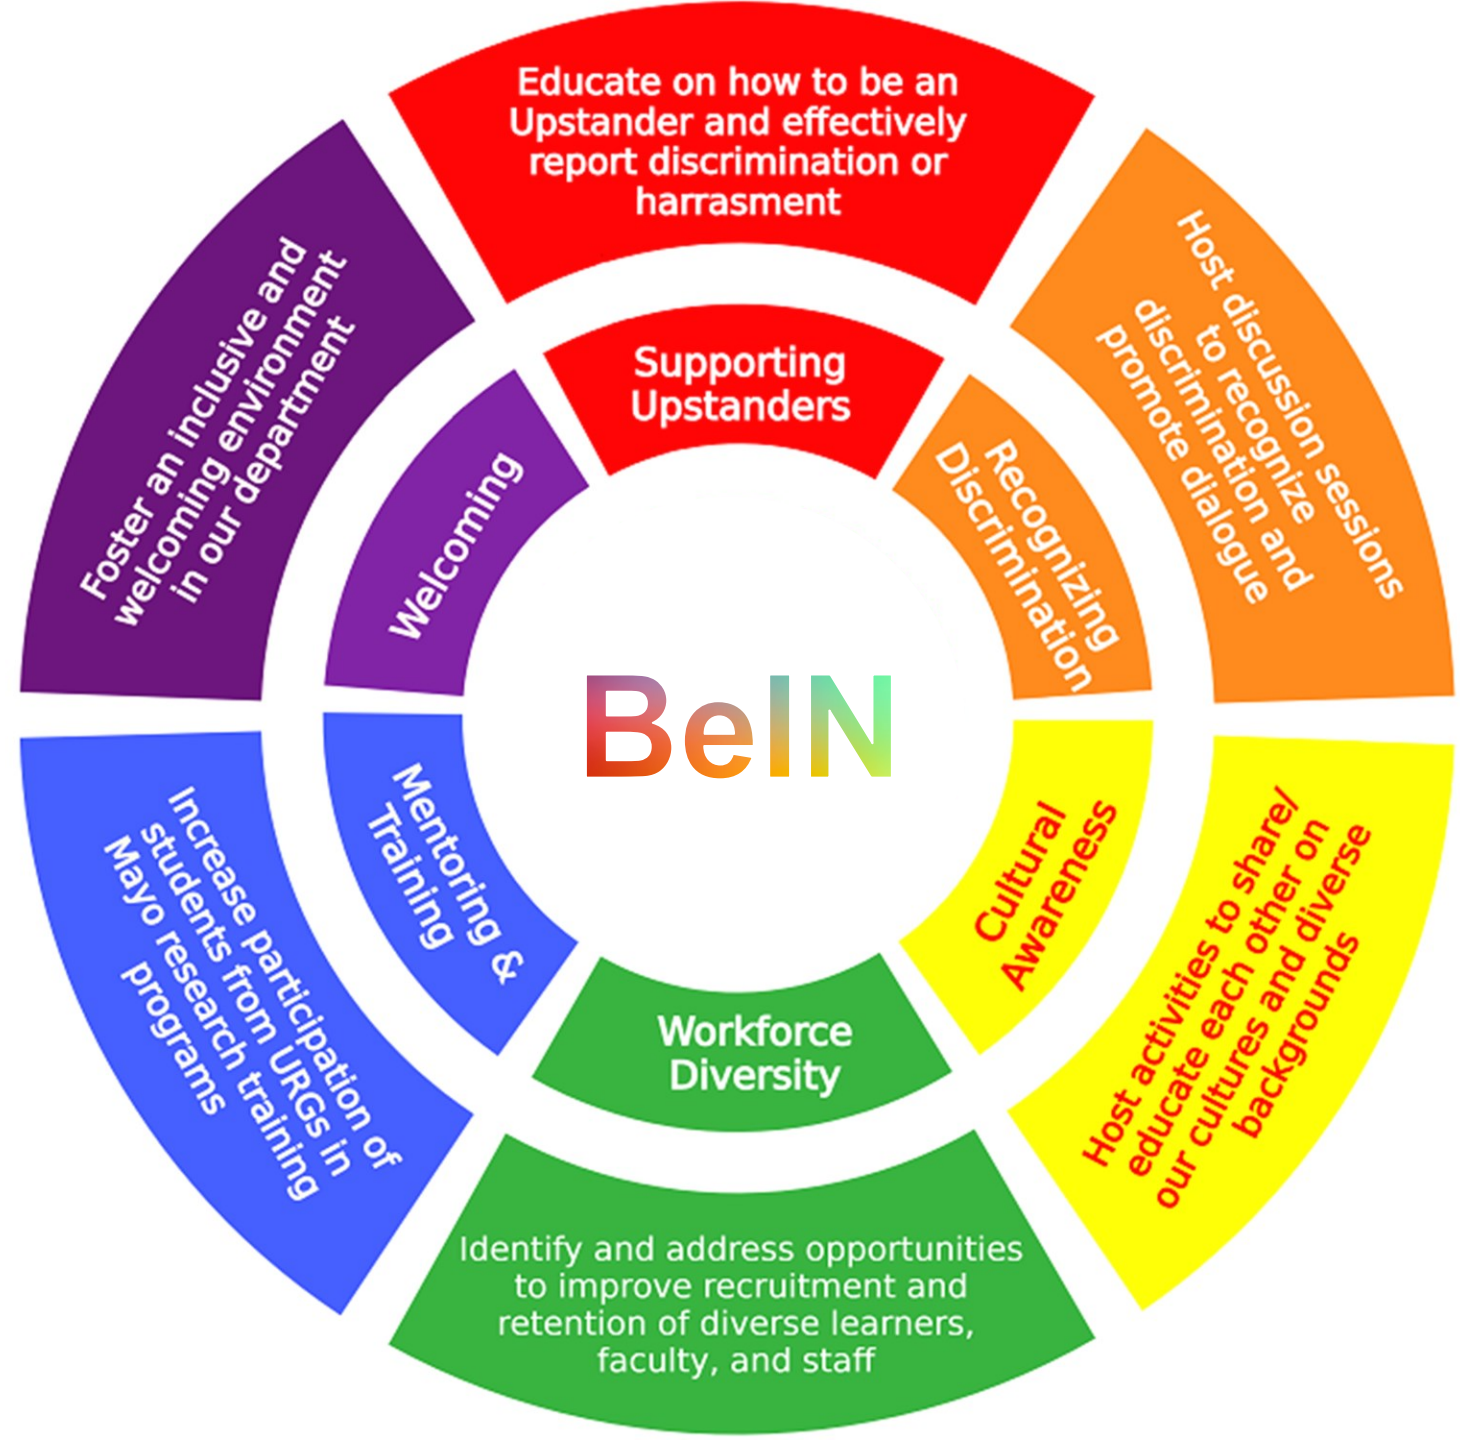 Educate on how to be an
Upstander and effectively
report discrimination or
harrasment
Supporting
Upstanders
Host discussion sessions
to recognize
discrimination and
promote dialogue
Recognizing
Discrimination
Host activities to share/
educate each other on
our cultures and diverse
backgrounds
Cultural
Awareness
Identify and address opportunities
to improve recruitment and
retention of diverse learners,
faculty, and staff
Workforce
Diversity
Increase participation of
students from URGs in
Mayo research training
programs
Mentoring &
Training
Foster an inclusive and
welcoming environment
in our department
Welcoming
BeIN